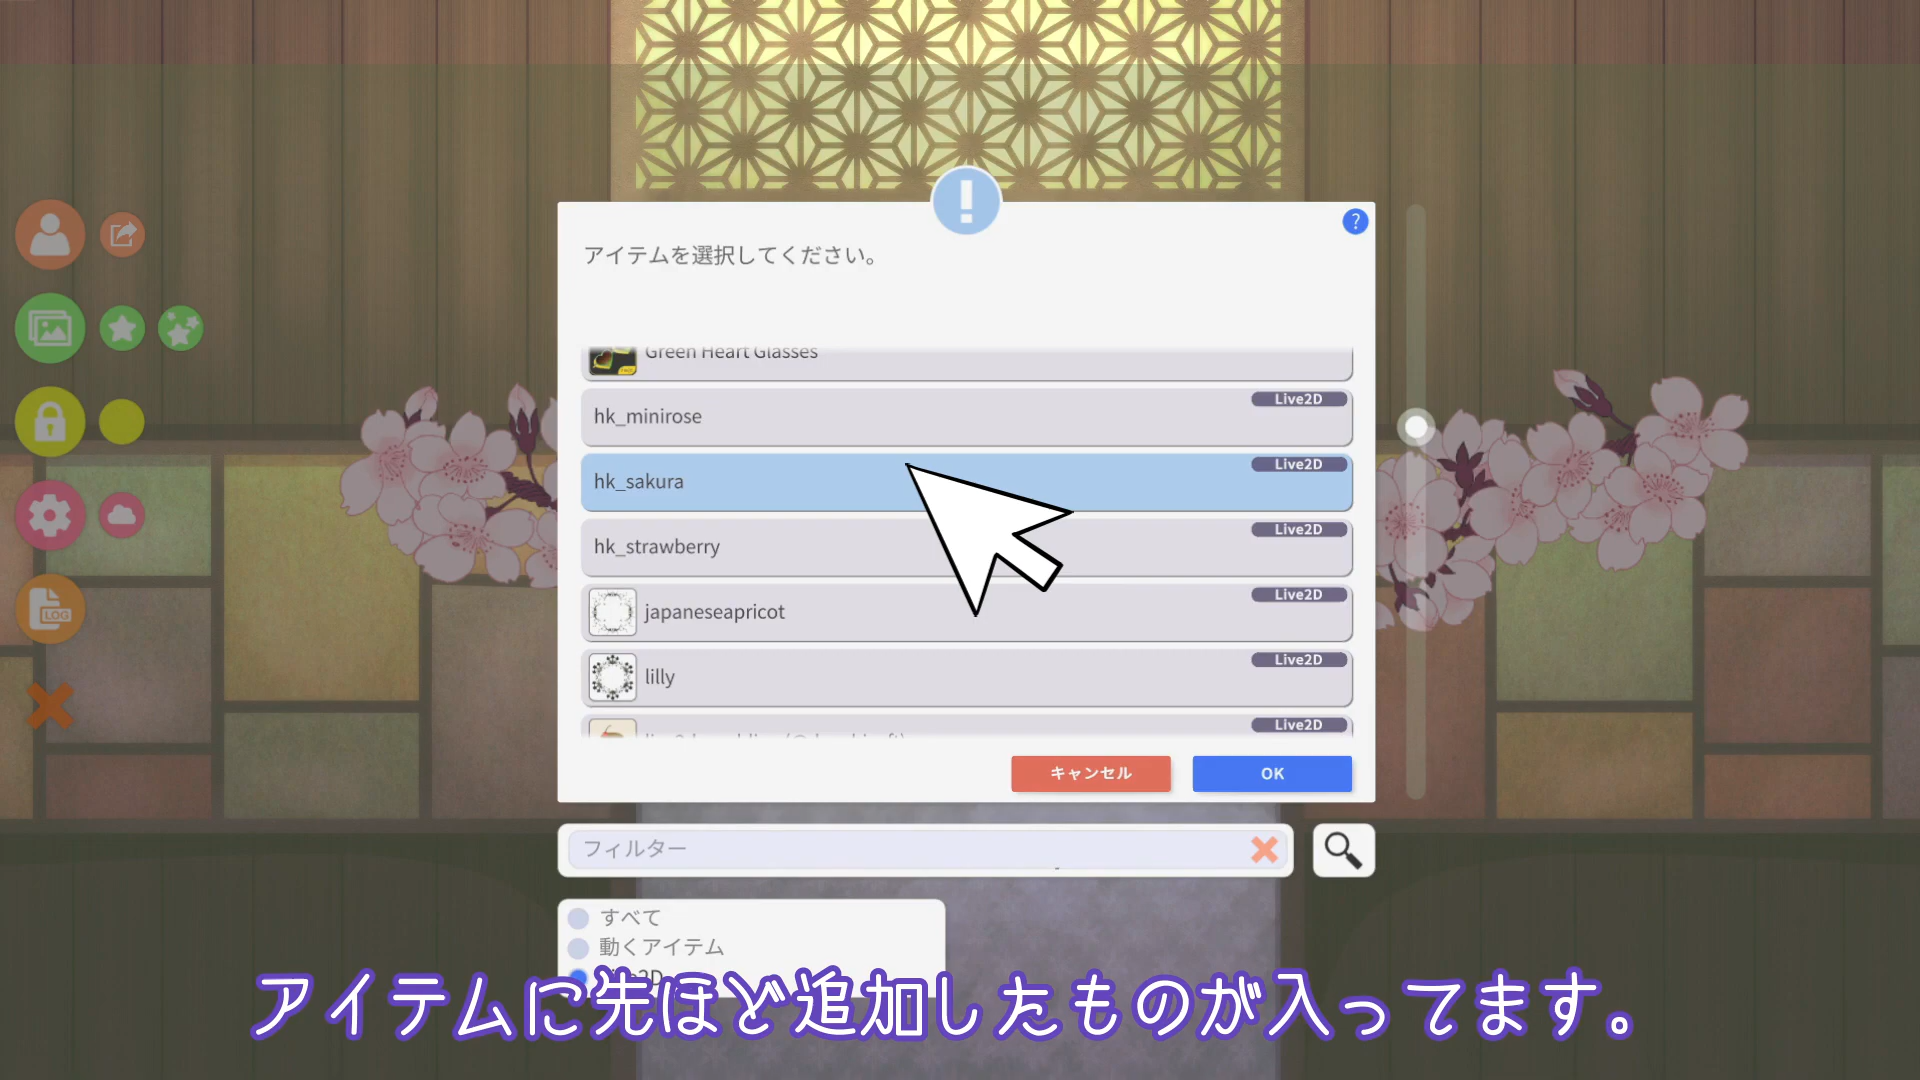 アイテムを選択してください。
?
Green Heart Glasses
hk_minirose
Live2D
hk_sakura
Live2D
hk_strawberry
Live2D
japaneseapricot
Live2D
lilly
Live2D
Live2D
キャンセル
OK
フィルター
すべて
動くアイテム
LOG
アイテムに先ほど追加したものが入ってます。